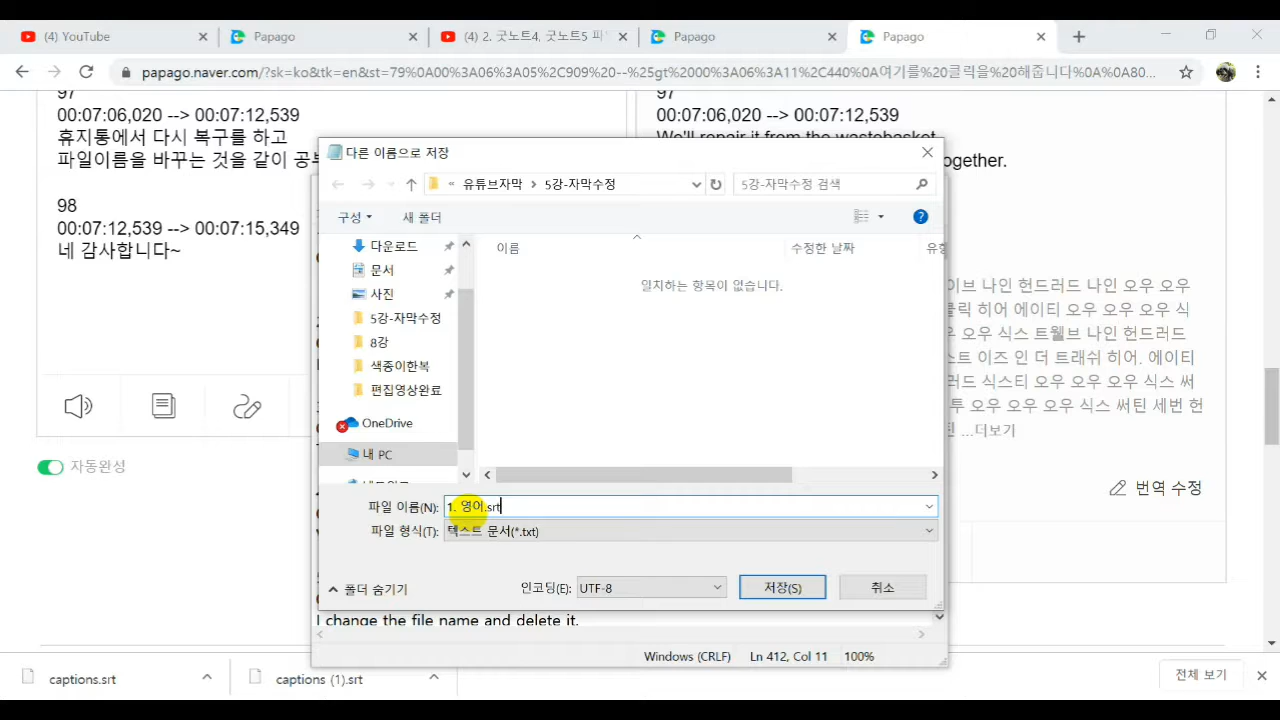 (4) YouTube
Papago
(4) 2. 굿노트4, 굿노트5 파
Papago
Papago
papago.naver.com/?sk=ko&tk=en&st=79%0A00%3A06%3A05%2C909%20--%25gt%2000%3A06%3A11%2C440%0A여기를%20클릭을%20해줍니다%0A%0A80...
97
00:07:06,020 --> 00:07:12,539
휴지통에서 다시 복구를 하고
파일이름을 바꾸는 것을 같이 공부
98
00:07:12,539 --> 00:07:15,349
네 감사합니다~
자동완성
97
00:07:06,020 --> 00:07:12,539
We'll repair it from the wastebasket
ogether.
이브 나인 헌드러드 나인 오우 오우
클릭 히어 에이티 오우 오우 오우 식
오우 식스 트웰브 나인 헌드러드
스트 이즈 인 더 트래쉬 히어. 에이티
러드 식스티 오우 오우 오우 식스 써
투 오우 오우 오우 식스 써틴 세번 헌
...더보기
번역 수정
다른 이름으로 저장
« 유튜브자막 › 5강-자막수정
5강-자막수정 검색
구성
새 폴더
다운로드
문서
사진
5강-자막수정
8강
색종이한복
편집영상완료
OneDrive
내 PC
이름
수정한 날짜
유형
일치하는 항목이 없습니다.
파일 이름(N):
1. 영어.srt
파일 형식(T):
텍스트 문서(*.txt)
폴더 숨기기
인코딩(E):
UTF-8
저장(S)
취소
I change the file name and delete it.
Windows (CRLF)
Ln 412, Col 11
100%
captions.srt
captions (1).srt
전체 보기